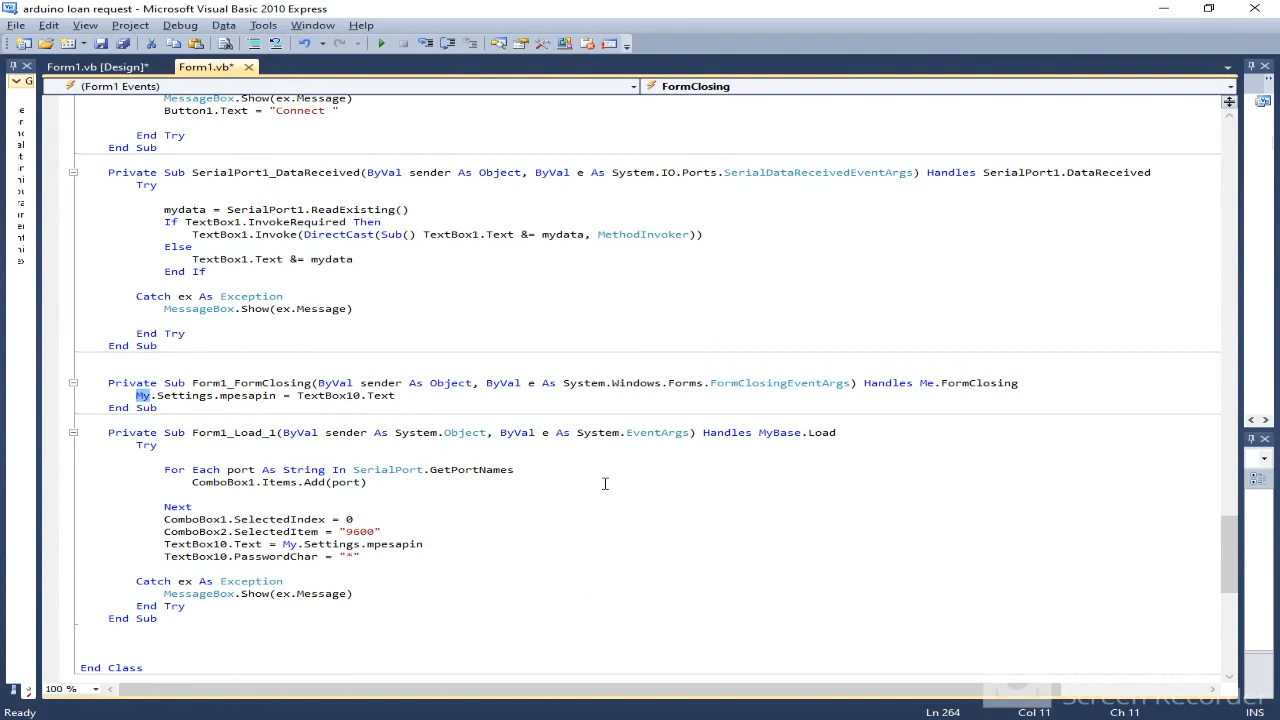 arduino loan request - Microsoft Visual Basic 2010 Express
File Edit View Project Debug Data Tools Window Help
Form1.vb [Design]* Form1.vb*
G
(Form1 Events) FormClosing
MessageBox.Show(ex.Message)
Button1.Text = "Connect "
End Try
End Sub
Private Sub SerialPort1_DataReceived(ByVal sender As Object, ByVal e As System.IO.Ports.SerialDataReceivedEventArgs) Handles SerialPort1.DataReceived
Try
mydata = SerialPort1.ReadExisting()
If TextBox1.InvokeRequired Then
TextBox1.Invoke(DirectCast(Sub() TextBox1.Text &= mydata, MethodInvoker))
Else
TextBox1.Text &= mydata
End If
Catch ex As Exception
MessageBox.Show(ex.Message)
End Try
End Sub
Private Sub Form1_FormClosing(ByVal sender As Object, ByVal e As System.Windows.Forms.FormClosingEventArgs) Handles Me.FormClosing
My.Settings.mpesapin = TextBox10.Text
End Sub
Private Sub Form1_Load_1(ByVal sender As System.Object, ByVal e As System.EventArgs) Handles MyBase.Load
Try
For Each port As String In SerialPort.GetPortNames
ComboBox1.Items.Add(port)
Next
ComboBox1.SelectedIndex = 0
ComboBox2.SelectedItem = "9600"
TextBox10.Text = My.Settings.mpesapin
TextBox10.PasswordChar = "*"
Catch ex As Exception
MessageBox.Show(ex.Message)
End Try
End Sub
End Class
100 %
Screen Recorder
Ready Ln 264 Col 11 Ch 11 INS